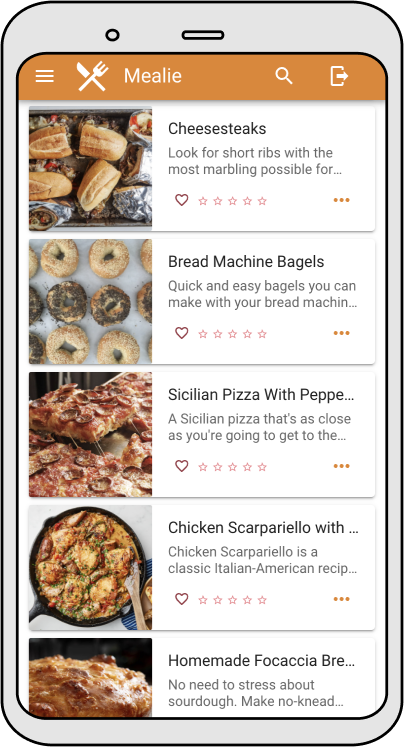 Mealie
Cheesesteaks
Look for short ribs with the
most marbling possible for…
Bread Machine Bagels
Quick and easy bagels you can
make with your bread machin…
Sicilian Pizza With Peppe…
A Sicilian pizza that's as close
as you're going to get to the…
Chicken Scarpariello with …
Chicken Scarpariello is a
classic Italian-American recip…
Homemade Focaccia Bre…
No need to stress about
sourdough. Make no-knead…